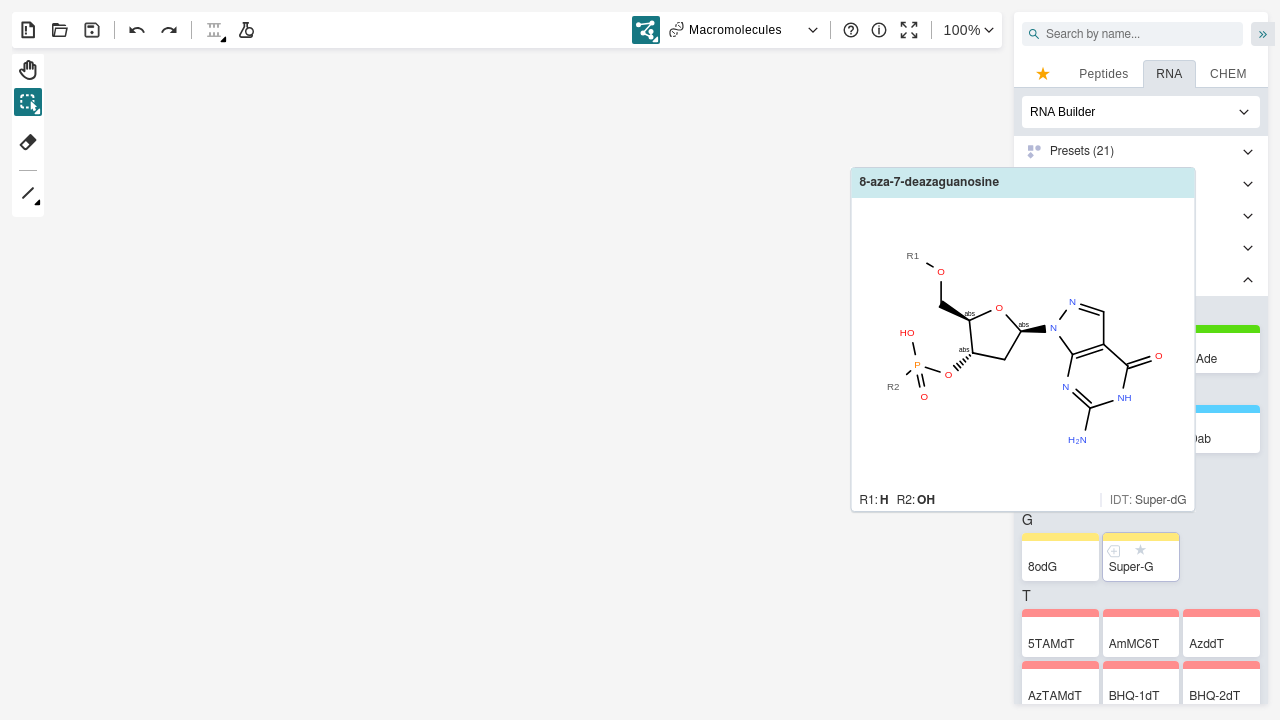 Macromolecules
100%
Search by name...
Peptides
RNA
CHEM
RNA Builder
Presets (21)
8-aza-7-deazaguanosine
R1
O
abs
O
abs
N
N
HO
abs
P
O
R2
O
O
N
NH
H2N
R1: H R2: OH
IDT: Super-dG
Ade
G
8odG
Super-G
T
5TAMdT
AmMC6T
AzddT
AzTAMdT
BHQ-1dT
BHQ-2dT